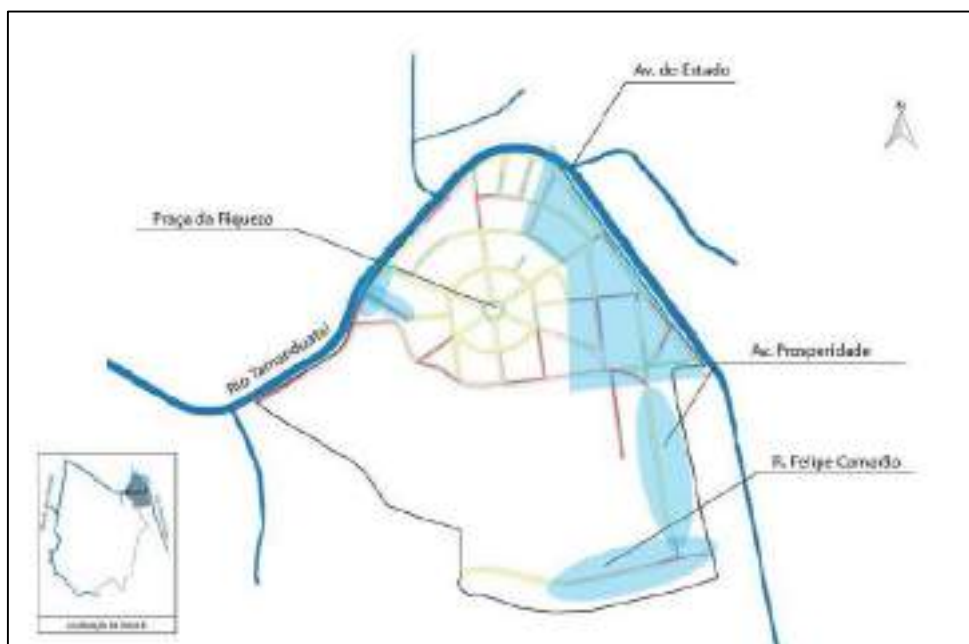 Av. do Estado
N
Praça da Riqueza
Av. Prosperidade
Rio Tamanduateí
R. Felipe Camarão